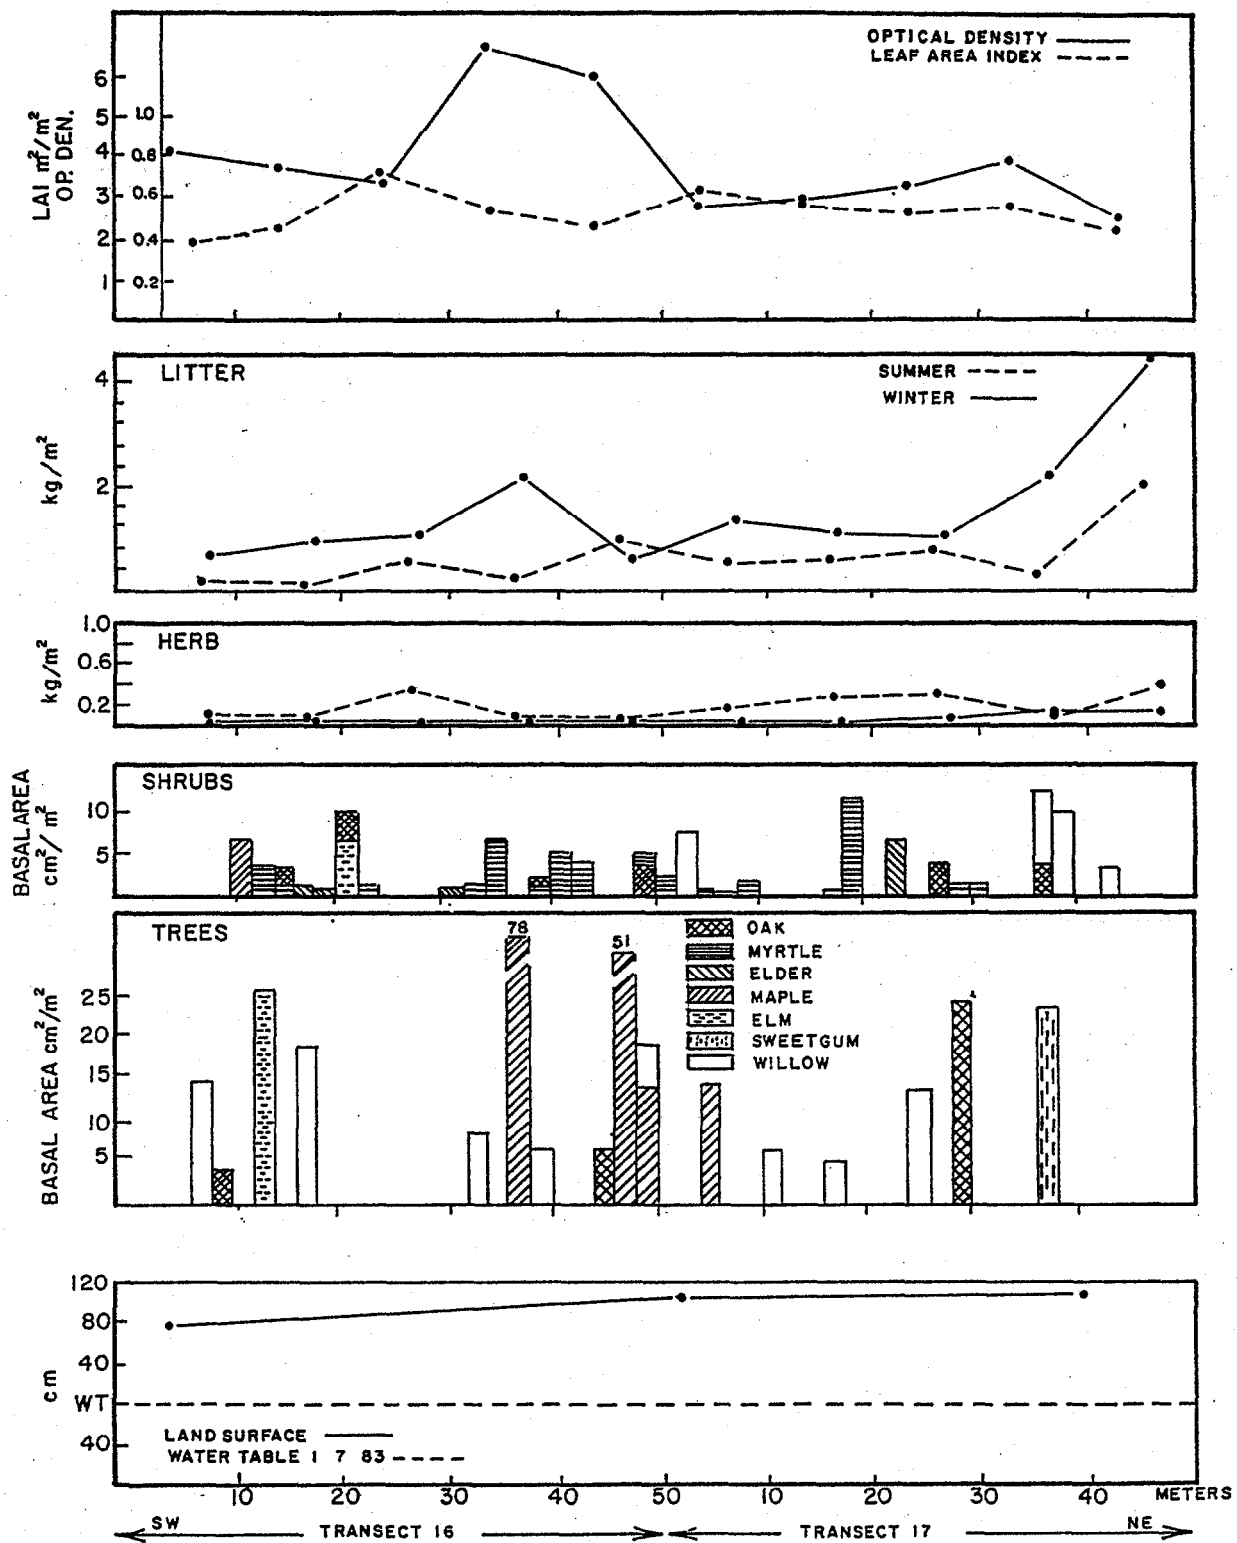 OPTICAL DENSITY
LEAF AREA INDEX
LAI m²/m²
OP. DEN.
6
5
4
3
2
1
1.0
0.8
0.6
0.4
0.2
LITTER
SUMMER
WINTER
kg/m²
4
2
HERB
kg/m²
1.0
0.6
0.2
SHRUBS
BASAL AREA
cm²/m²
10
5
TREES
BASAL AREA cm²/m²
25
20
15
10
5
78
51
OAK
MYRTLE
ELDER
MAPLE
ELM
SWEETGUM
WILLOW
cm
120
80
40
WT
40
LAND SURFACE
WATER TABLE 1 7 83
10 20 30 40 50 10 20 30 40 METERS
SW TRANSECT 16 TRANSECT 17 NE